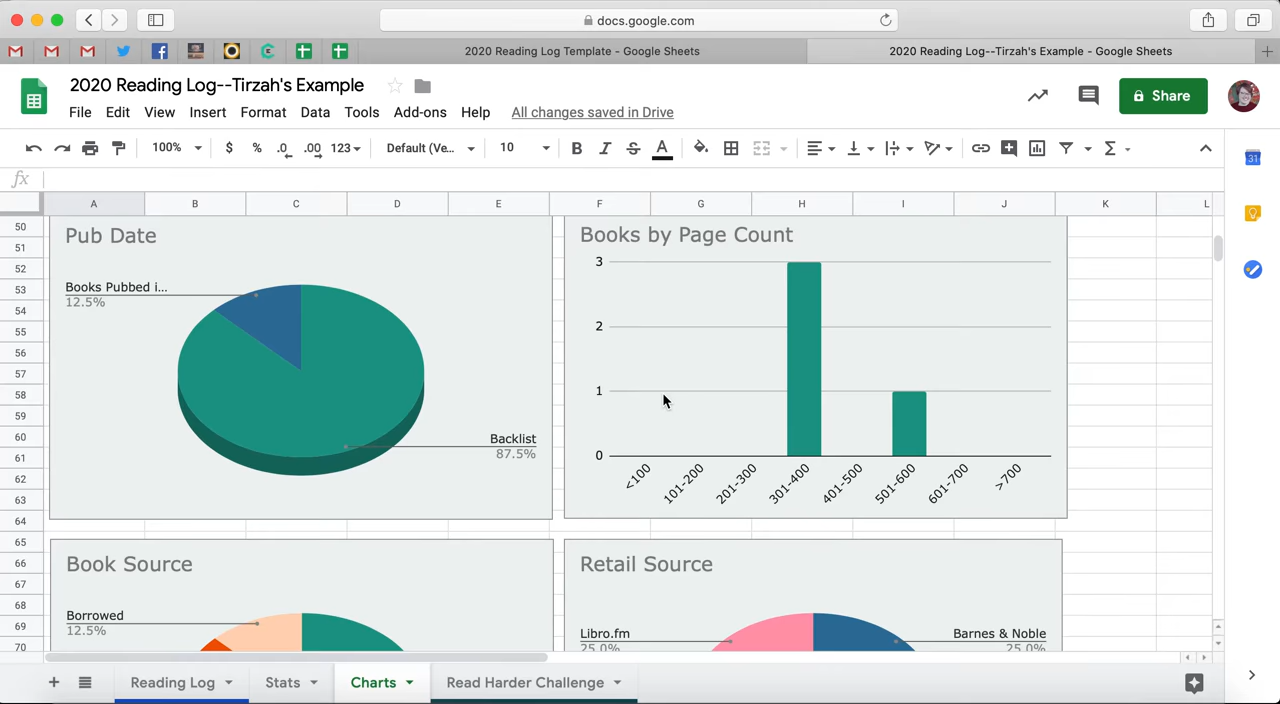 docs.google.com
2020 Reading Log Template - Google Sheets
2020 Reading Log--Tirzah's Example - Google Sheets
2020 Reading Log--Tirzah's Example
File Edit View Insert Format Data Tools Add-ons Help All changes saved in Drive
Share
100% $ % .0 .00 123 Default (Ve... 10 B I S A Σ
31
fx
A B C D E F G H I J K L
50
51
52
53
54
55
56
57
58
59
60
61
62
63
64
65
66
67
68
69
70
Pub Date
Books Pubbed i...
12.5%
Backlist
87.5%
Books by Page Count
3
2
1
0
<100 101-200 201-300 301-400 401-500 501-600 601-700 >700
Book Source
Borrowed
12.5%
Retail Source
Libro.fm
25.0%
Barnes & Noble
25.0%
Reading Log Stats Charts Read Harder Challenge